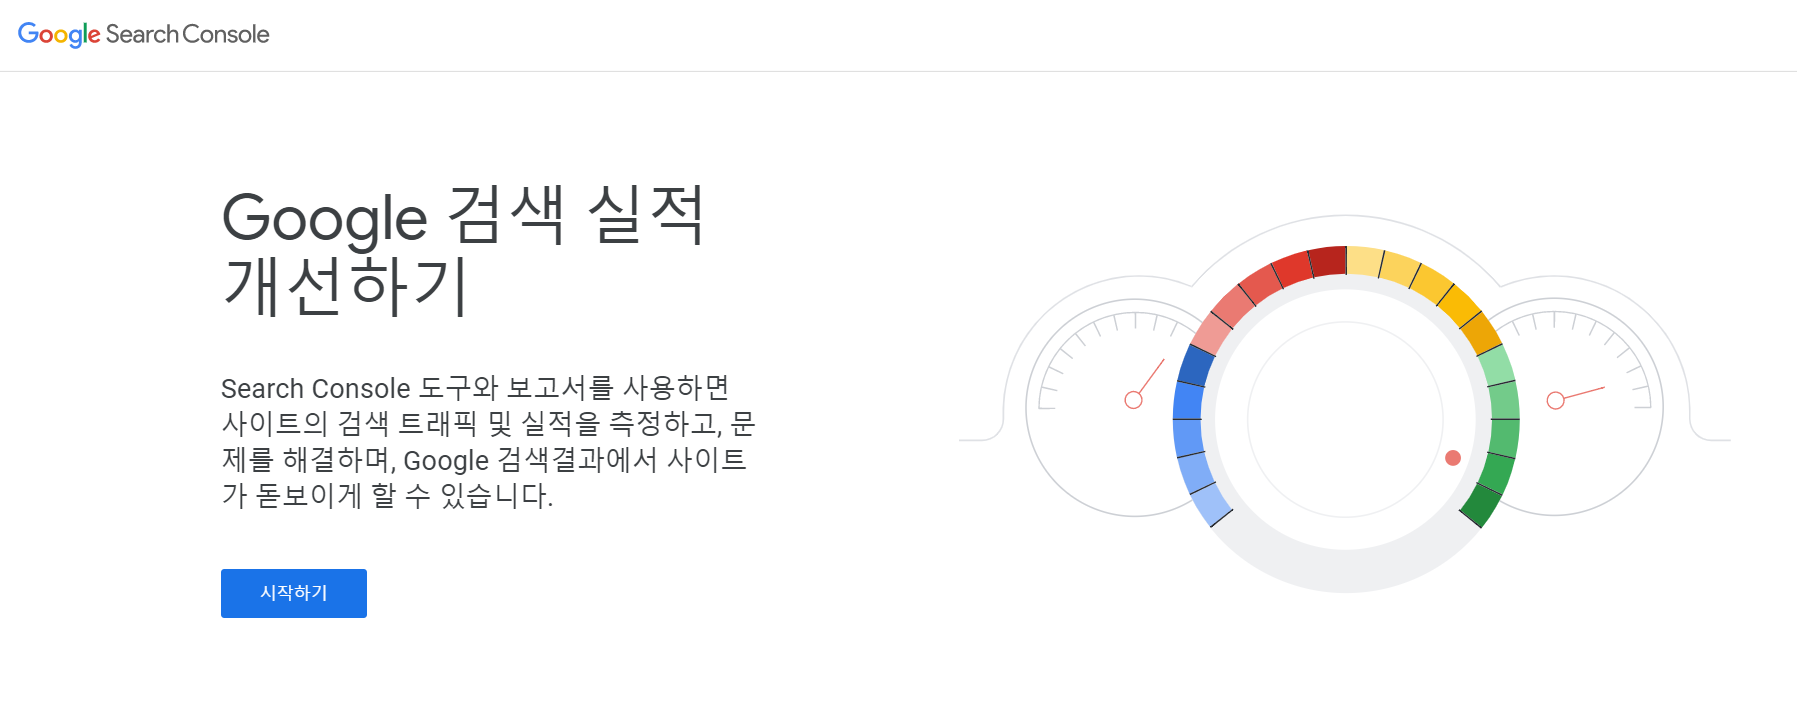 Google Search Console
Google 검색 실적
개선하기
Search Console 도구와 보고서를 사용하면
사이트의 검색 트래픽 및 실적을 측정하고, 문
제를 해결하며, Google 검색결과에서 사이트
가 돋보이게 할 수 있습니다.
시작하기